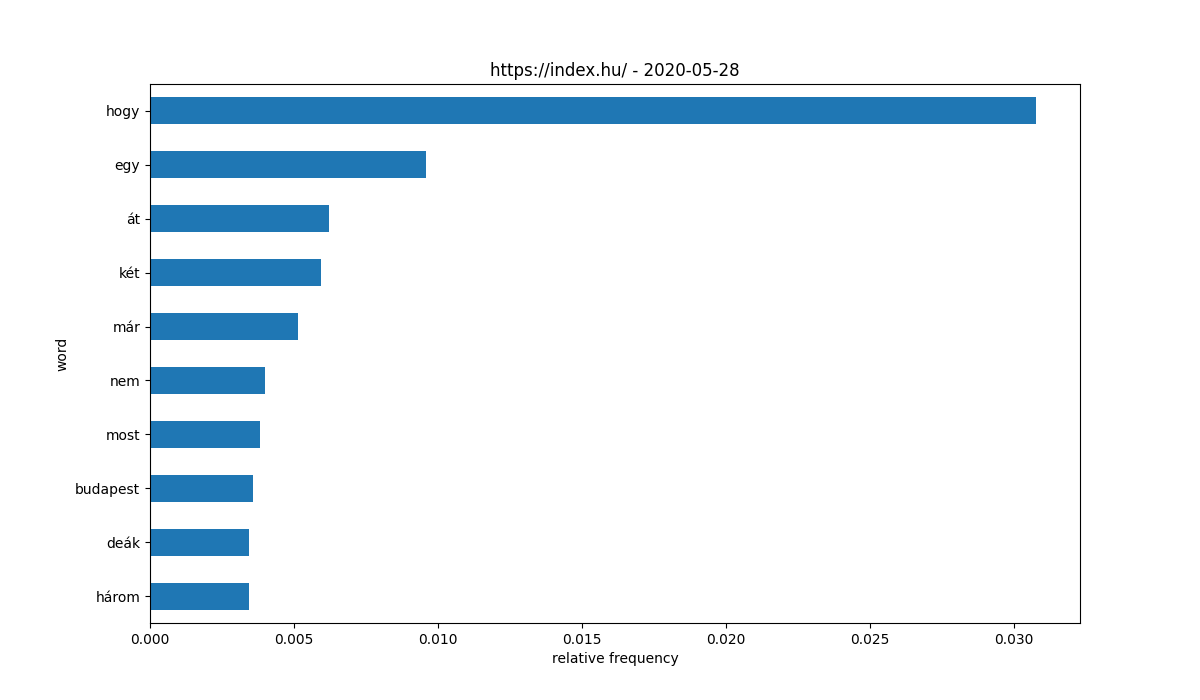 https://index.hu/ - 2020-05-28
word
hogy
egy
át
két
már
nem
most
budapest
deák
három
0.000 0.005 0.010 0.015 0.020 0.025 0.030
relative frequency